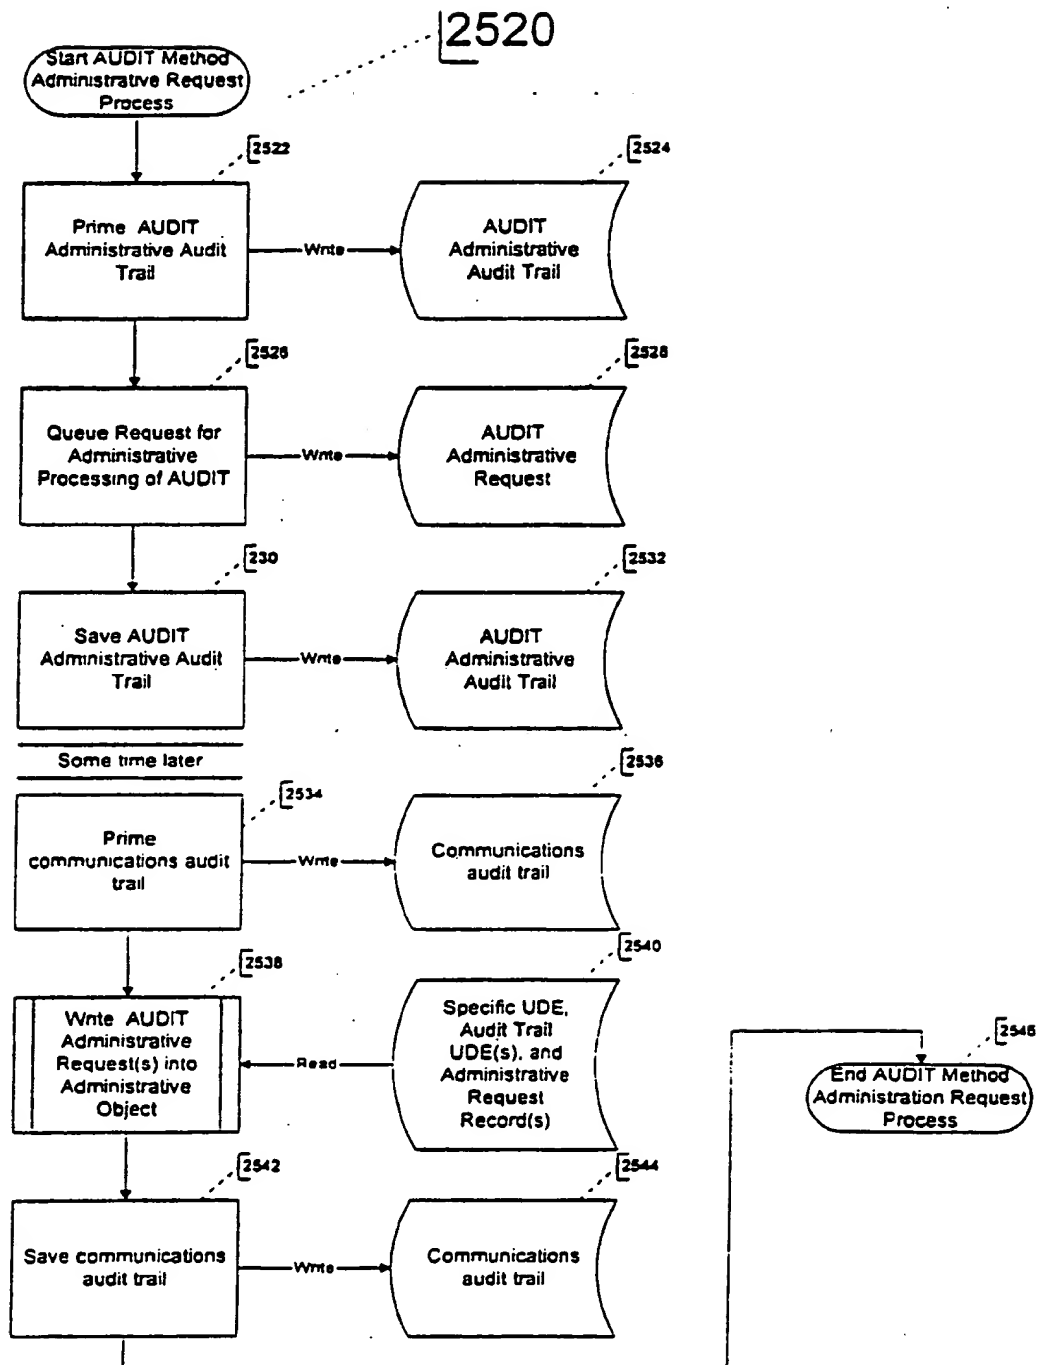 2520
Start AUDIT Method
Administrative Request
Process
2522
2524
Prime AUDIT
Administrative Audit
Trail
Write
AUDIT
Administrative
Audit Trail
2526
2528
Queue Request for
Administrative
Processing of AUDIT
Write
AUDIT
Administrative
Request
230
2532
Save AUDIT
Administrative Audit
Trail
Write
AUDIT
Administrative
Audit Trail
Some time later
2534
2536
Prime
communications audit
trail
Write
Communications
audit trail
2538
2540
Write AUDIT
Administrative
Request(s) into
Administrative
Object
Read
Specific UDE,
Audit Trail
UDE(s), and
Administrative
Request
Record(s)
2546
End AUDIT Method
Administration Request
Process
2542
2544
Save communications
audit trail
Write
Communications
audit trail